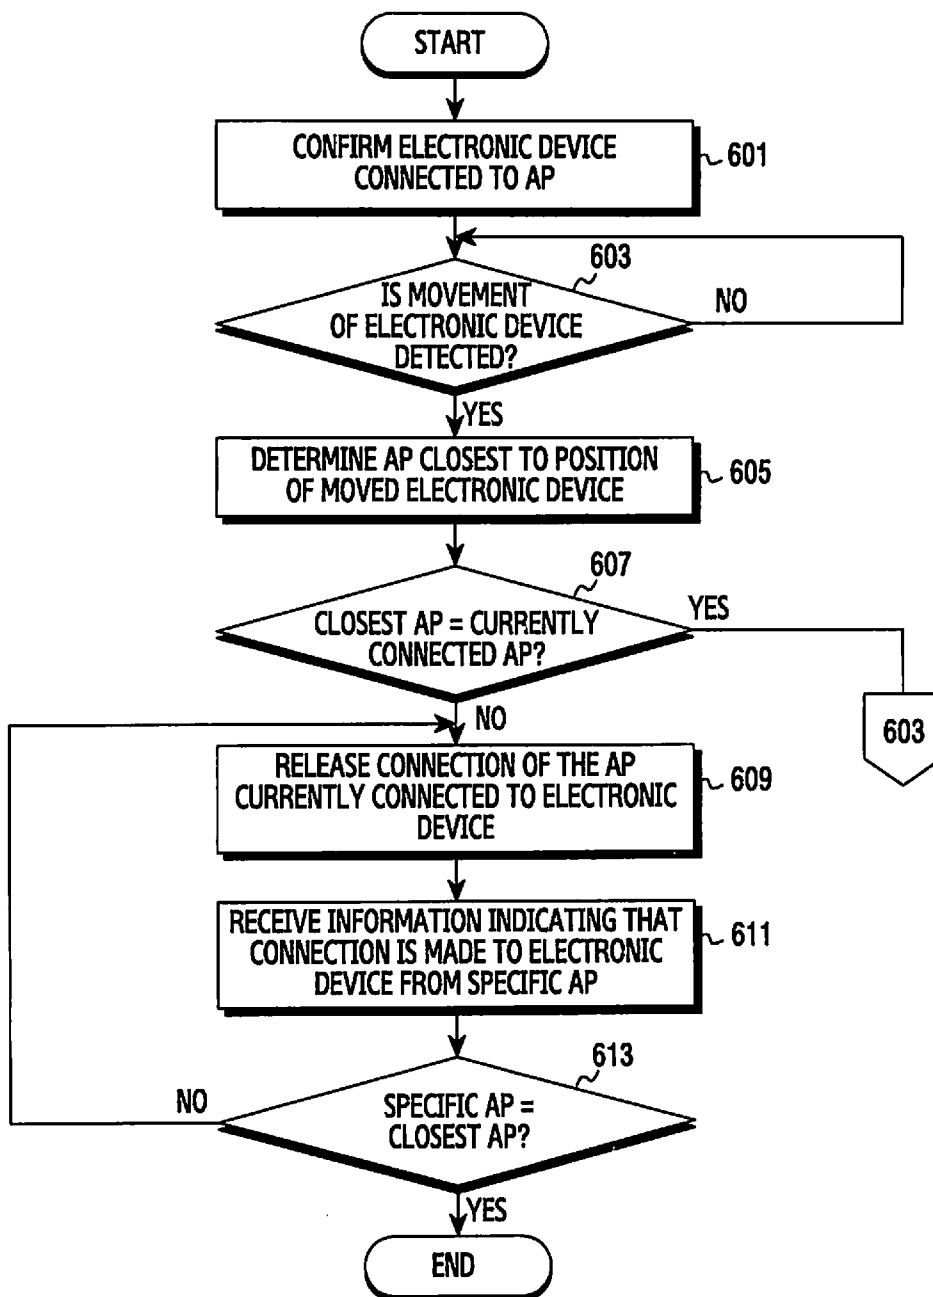 START
CONFIRM ELECTRONIC DEVICE
CONNECTED TO AP
601
603
IS MOVEMENT
OF ELECTRONIC DEVICE
DETECTED?
NO
YES
DETERMINE AP CLOSEST TO POSITION
OF MOVED ELECTRONIC DEVICE
605
607
CLOSEST AP = CURRENTLY
CONNECTED AP?
YES
NO
603
RELEASE CONNECTION OF THE AP
CURRENTLY CONNECTED TO ELECTRONIC
DEVICE
609
RECEIVE INFORMATION INDICATING THAT
CONNECTION IS MADE TO ELECTRONIC
DEVICE FROM SPECIFIC AP
611
613
NO
SPECIFIC AP =
CLOSEST AP?
YES
END